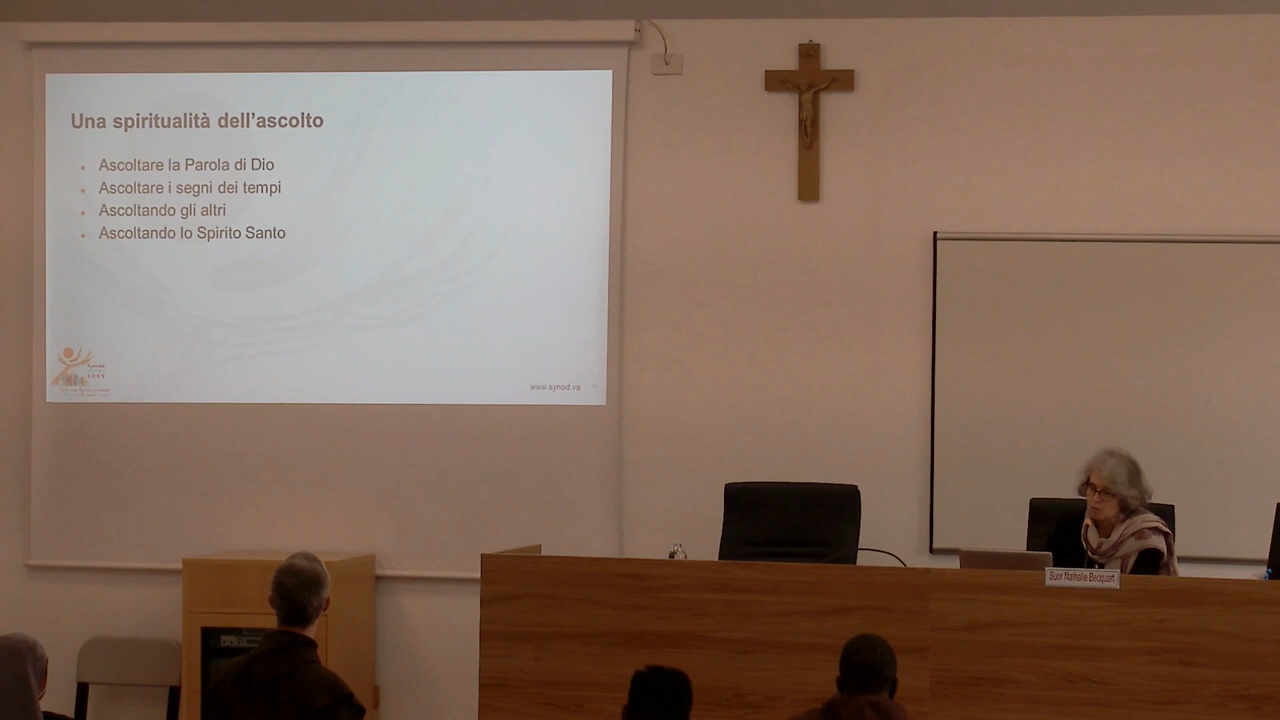 Una spiritualità dell'ascolto
Ascoltare la Parola di Dio
Ascoltare i segni dei tempi
Ascoltando gli altri
Ascoltando lo Spirito Santo
www.synod.va
Suor Nathalie Becquart